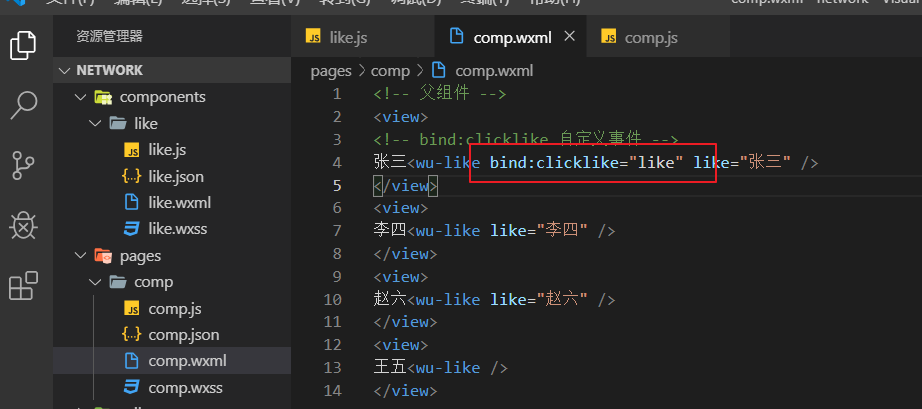 comp.wxml - network - Visual
资源管理器
like.js
comp.wxml
comp.js
NETWORK
pages > comp > comp.wxml
components
like
like.js
like.json
like.wxml
like.wxss
pages
comp
comp.js
comp.json
comp.wxml
comp.wxss
1 <!-- 父组件 -->
2 <view>
3 <!-- bind:clicklike 自定义事件 -->
4 张三<wu-like bind:clicklike="like" like="张三" />
5 </view>
6 <view>
7 李四<wu-like like="李四" />
8 </view>
9 <view>
10 赵六<wu-like like="赵六" />
11 </view>
12 <view>
13 王五<wu-like />
14 </view>